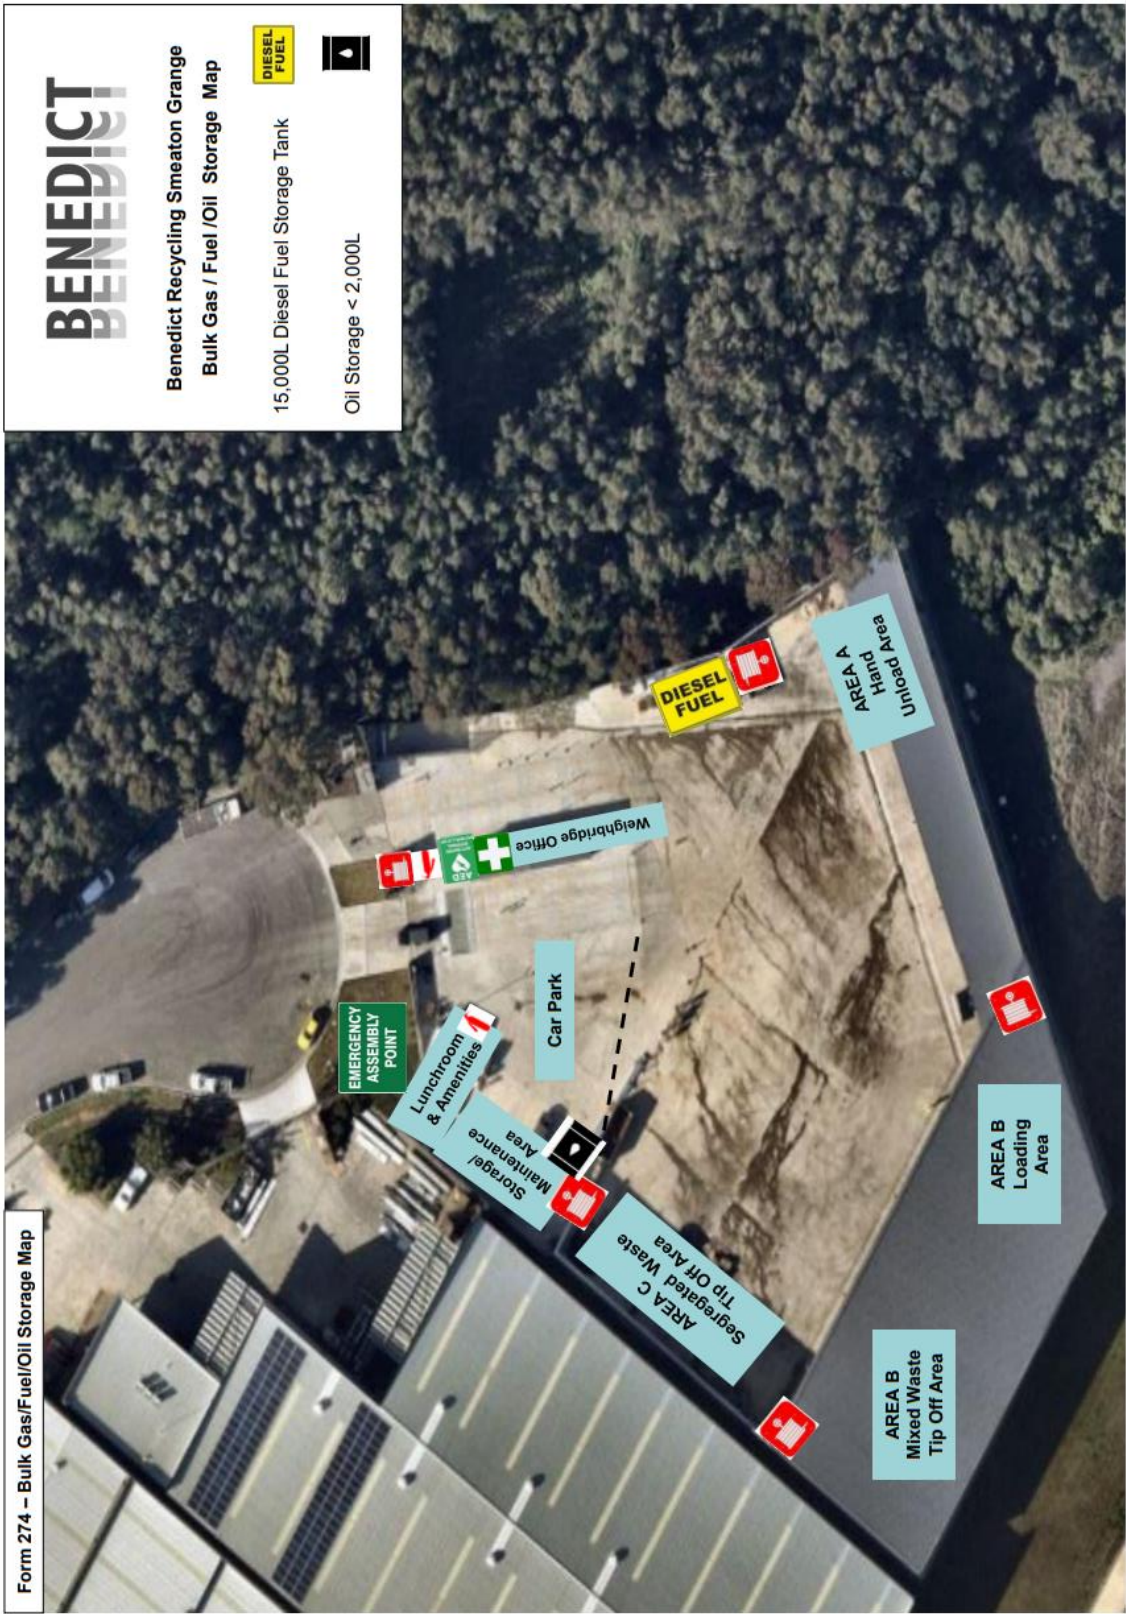 Form 274 – Bulk Gas/Fuel/Oil Storage Map
BENEDICT
BENEDICT
Benedict Recycling Smeaton Grange
Bulk Gas / Fuel /Oil Storage Map
15,000L Diesel Fuel Storage Tank
DIESEL
FUEL
Oil Storage < 2,000L
EMERGENCY
ASSEMBLY
POINT
Lunchroom
& Amenities
Storage/
Maintenance
Area
Car Park
AED
Weighbridge Office
DIESEL
FUEL
AREA A
Hand
Unload Area
AREA C
Segregated Waste
Tip Off Area
AREA B
Loading
Area
AREA B
Mixed Waste
Tip Off Area